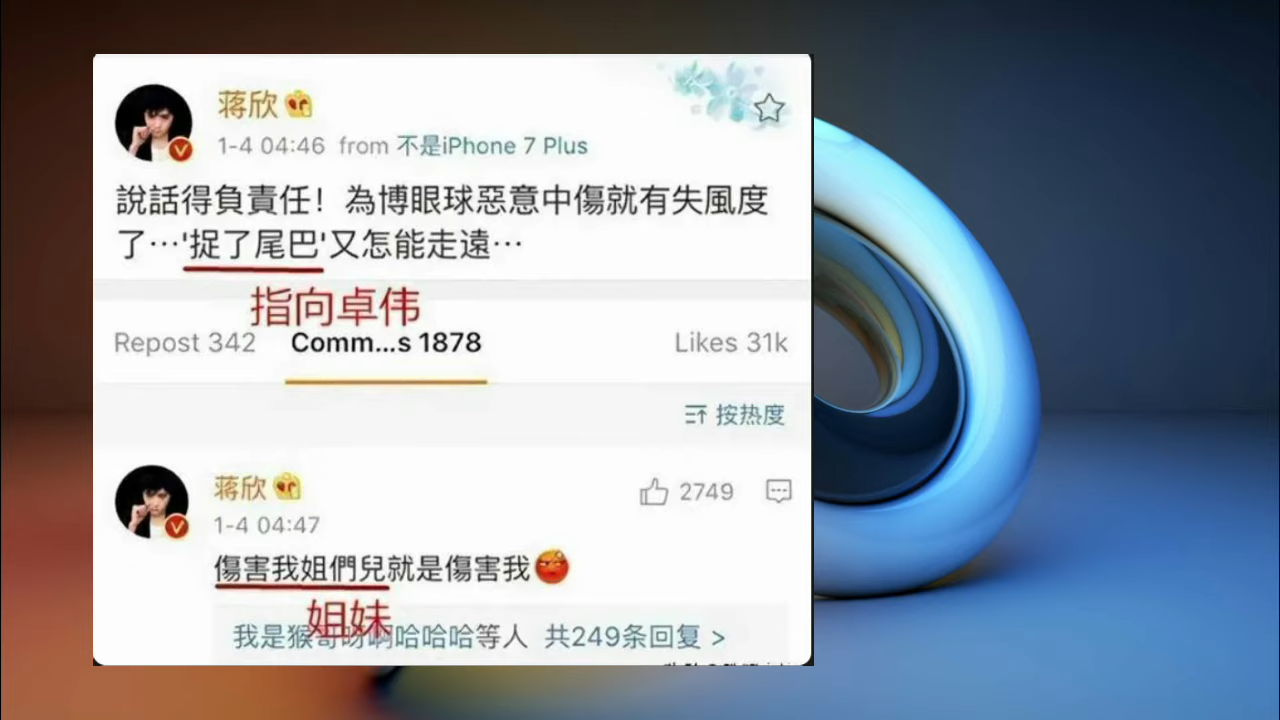 蒋欣
1-4 04:46 from 不是iPhone 7 Plus
說話得負責任！為博眼球惡意中傷就有失風度
了…'捉了尾巴'又怎能走遠…
指向卓伟
Repost 342 Comm...s 1878 Likes 31k
按热度
蒋欣
2749
1-4 04:47
傷害我姐們兒就是傷害我
姐妹
我是猴哥呀啊哈哈哈等人 共249条回复 >